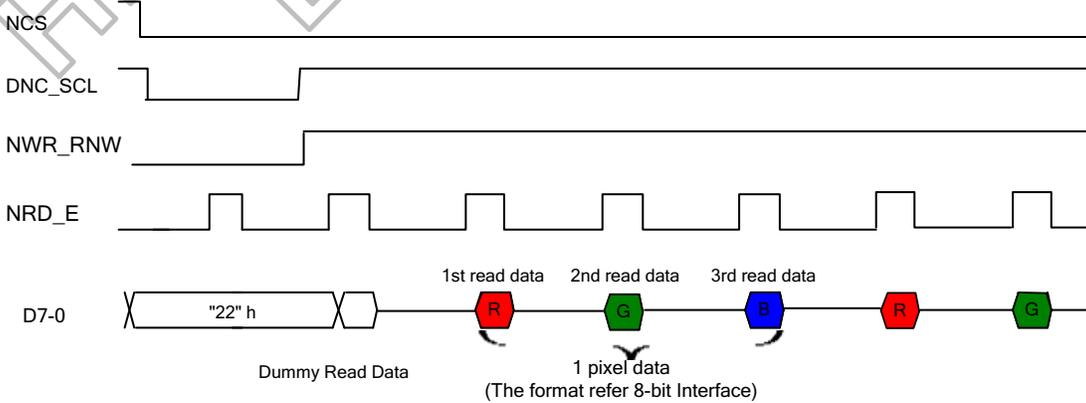 NCS
DNC_SCL
NWR_RNW
NRD_E
1st read data 2nd read data 3rd read data
D7-0 "22" h R G B R G
Dummy Read Data
1 pixel data
(The format refer 8-bit Interface)